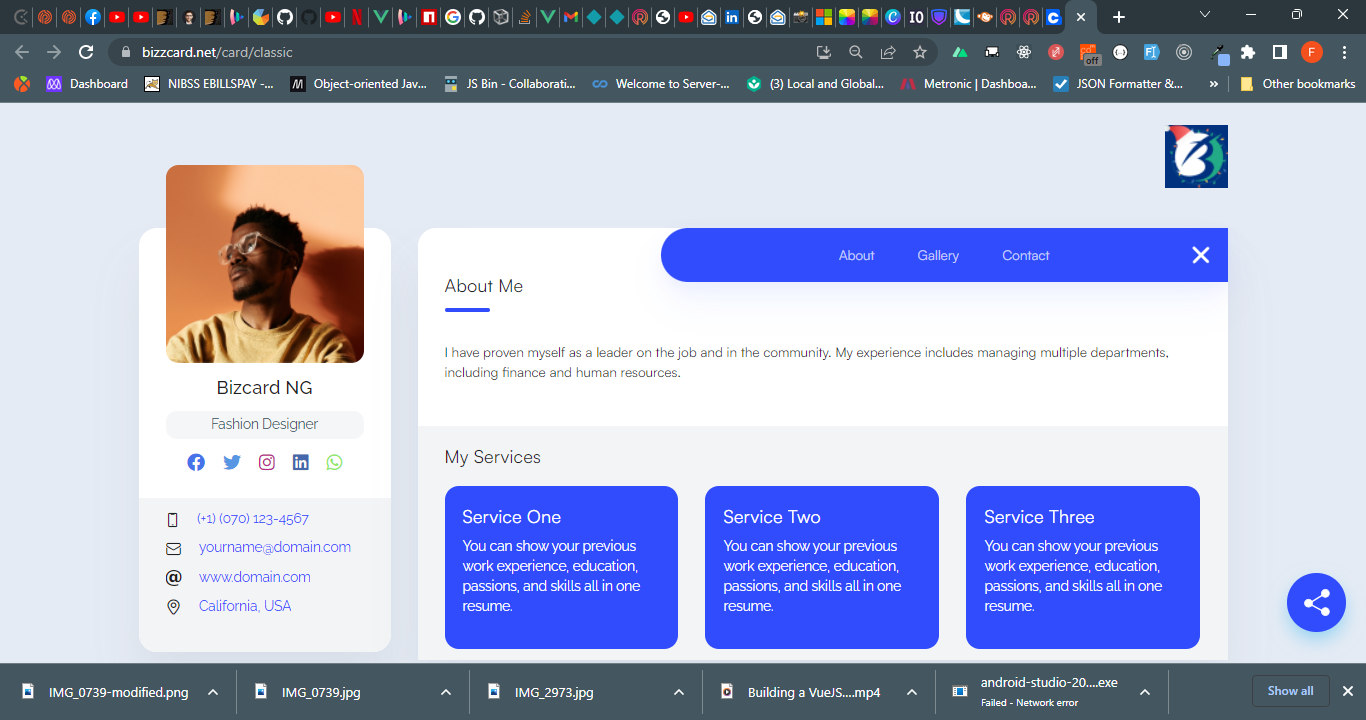 bizzcard.net/card/classic
off
F
Dashboard
NIBSS EBILLSPAY -...
Object-oriented Jav...
JS Bin - Collaborati...
Welcome to Server-...
(3) Local and Global...
Metronic | Dashboa...
JSON Formatter &...
»
Other bookmarks
About
Gallery
Contact
Bizcard NG
Fashion Designer
(+1) (070) 123-4567
yourname@domain.com
www.domain.com
California, USA
About Me
I have proven myself as a leader on the job and in the community. My experience includes managing multiple departments,
including finance and human resources.
My Services
Service One
You can show your previous
work experience, education,
passions, and skills all in one
resume.
Service Two
You can show your previous
work experience, education,
passions, and skills all in one
resume.
Service Three
You can show your previous
work experience, education,
passions, and skills all in one
resume.
IMG_0739-modified.png
IMG_0739.jpg
IMG_2973.jpg
Building a VueJS....mp4
android-studio-20....exe
Failed - Network error
Show all